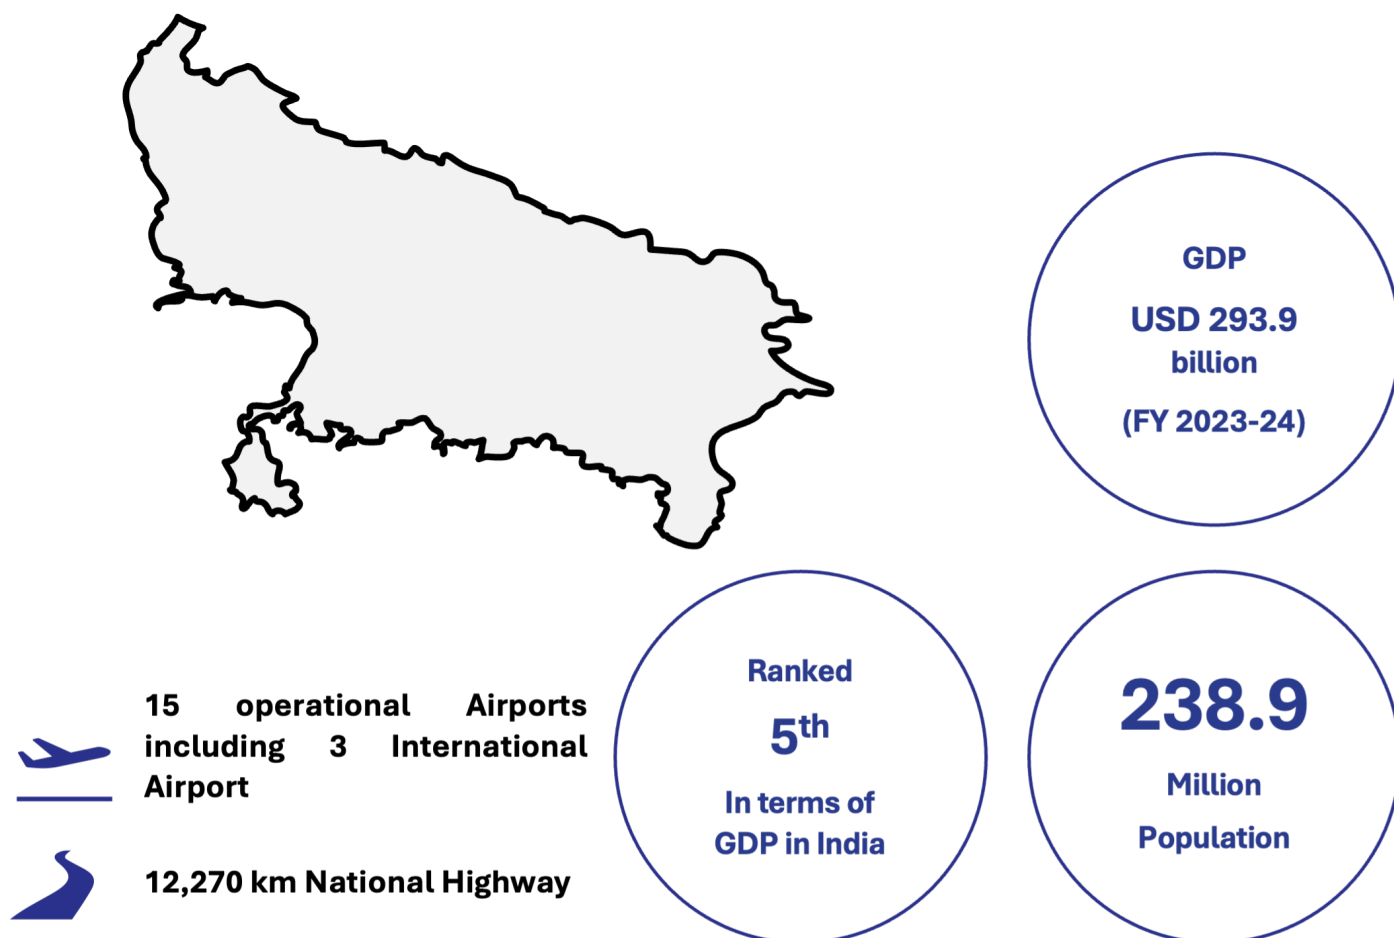 GDP
USD 293.9
billion
(FY 2023-24)
15 operational Airports
including 3 International
Airport
12,270 km National Highway
Ranked
5th
In terms of
GDP in India
238.9
Million
Population